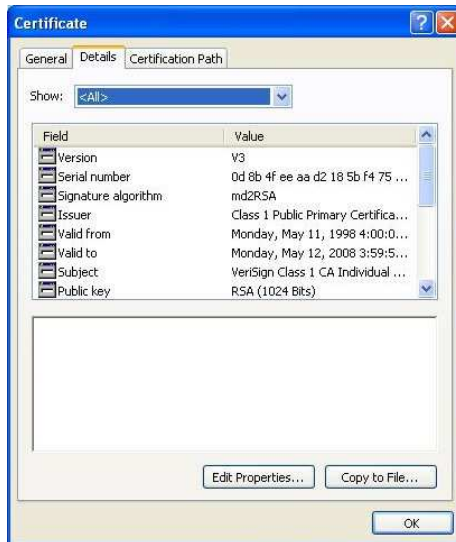 Certificate
General Details Certification Path
Show: <All>
Field Value
Version V3
Serial number 0d 8b 4f ee aa d2 18 5b f4 75 ...
Signature algorithm md2RSA
Issuer Class 1 Public Primary Certifica...
Valid from Monday, May 11, 1998 4:00:0...
Valid to Monday, May 12, 2008 3:59:5...
Subject VeriSign Class 1 CA Individual ...
Public key RSA (1024 Bits)
Edit Properties... Copy to File...
OK